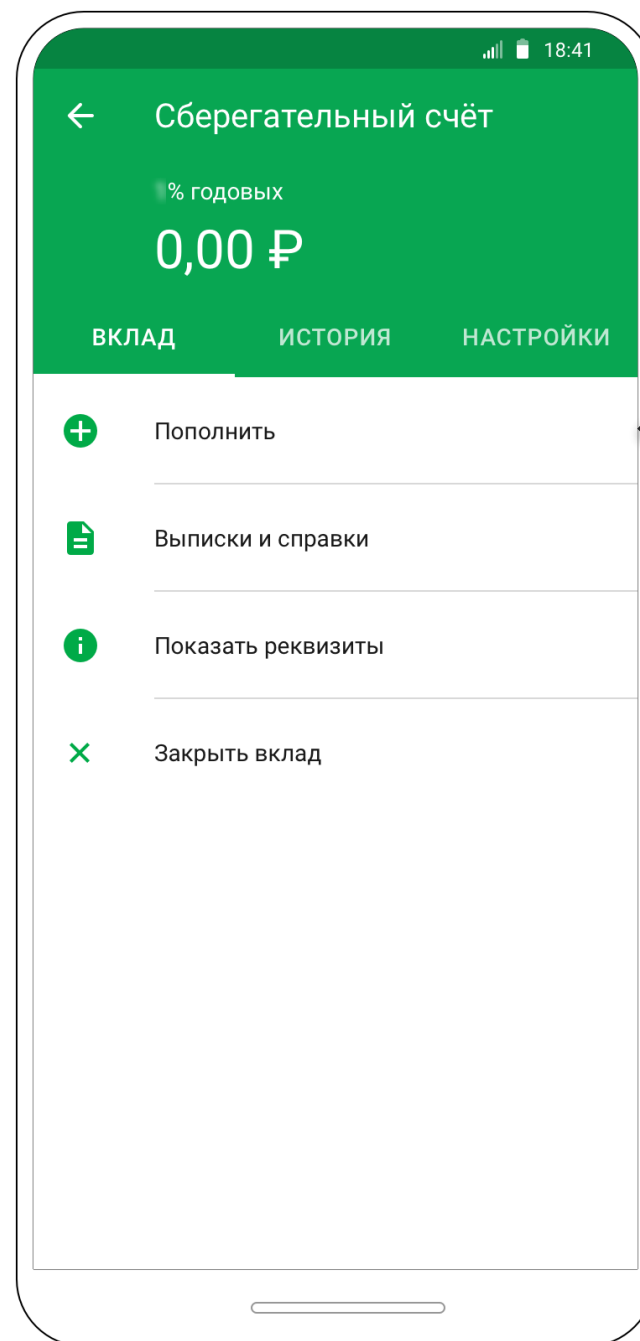 18:41
Сберегательный счёт
% годовых
0,00 ₽
ВКЛАД ИСТОРИЯ НАСТРОЙКИ
Пополнить
Выписки и справки
Показать реквизиты
Закрыть вклад